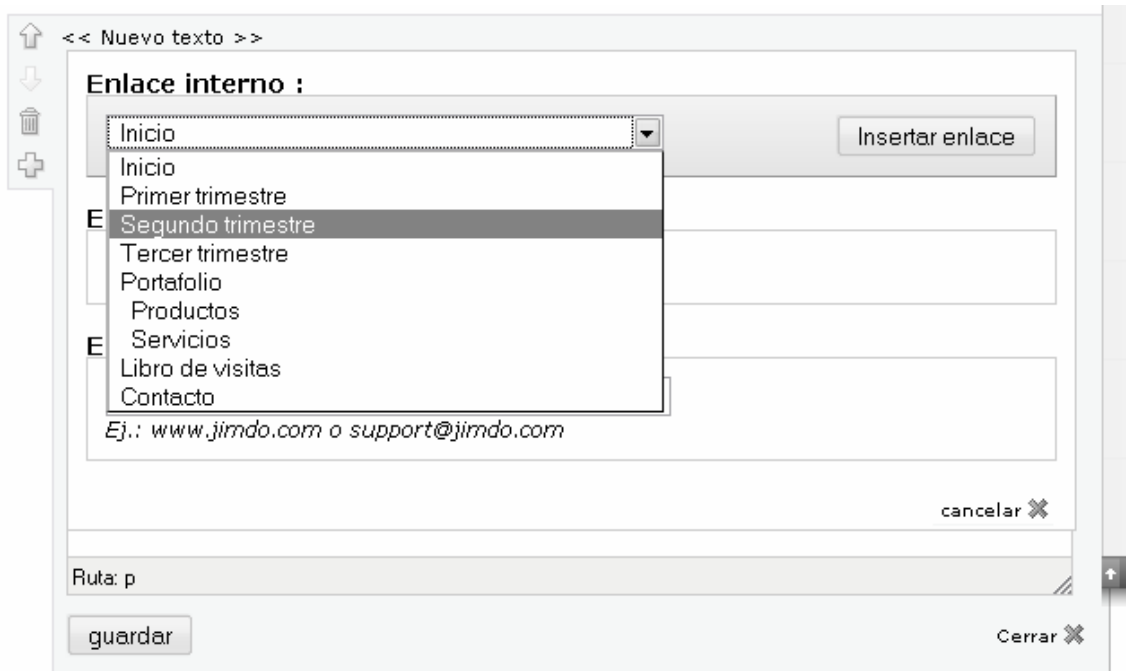 << Nuevo texto >>
Enlace interno :
Inicio
Insertar enlace
Inicio
Primer trimestre
E
Segundo trimestre
Tercer trimestre
Portafolio
Productos
E
Servicios
Libro de visitas
Contacto
Ej.: www.jimdo.com o support@jimdo.com
cancelar
Ruta: p
guardar
Cerrar